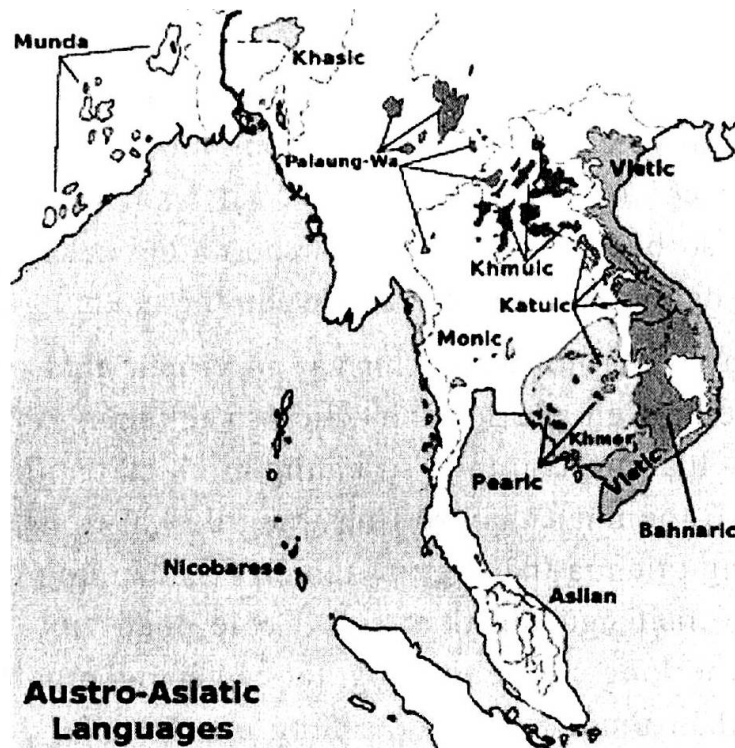 Munda
Khasic
Palaung-Wa
Vietic
Khmuic
Katuic
Monic
Khmer
Pearic
Vietic
Bahnaric
Nicobarese
Aslian
Austro-Asiatic
Languages